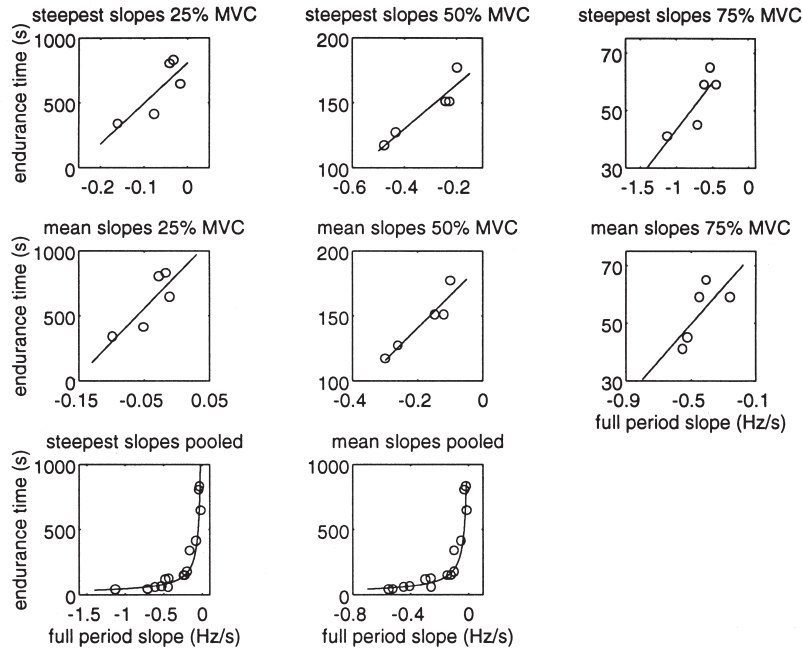 steepest slopes 25% MVC
steepest slopes 50% MVC
steepest slopes 75% MVC
endurance time (s)
1000
500
0
-0.2 -0.1 0
200
150
100
-0.6 -0.4 -0.2
70
50
30
-1.5 -1 -0.5 0
mean slopes 25% MVC
mean slopes 50% MVC
mean slopes 75% MVC
endurance time (s)
1000
500
0
-0.15 -0.05 0.05
200
150
100
-0.4 -0.2 0
70
50
30
-0.9 -0.5 -0.1
full period slope (Hz/s)
steepest slopes pooled
mean slopes pooled
endurance time (s)
1000
500
0
-1.5 -1 -0.5 0
full period slope (Hz/s)
1000
500
0
-0.8 -0.4 0
full period slope (Hz/s)